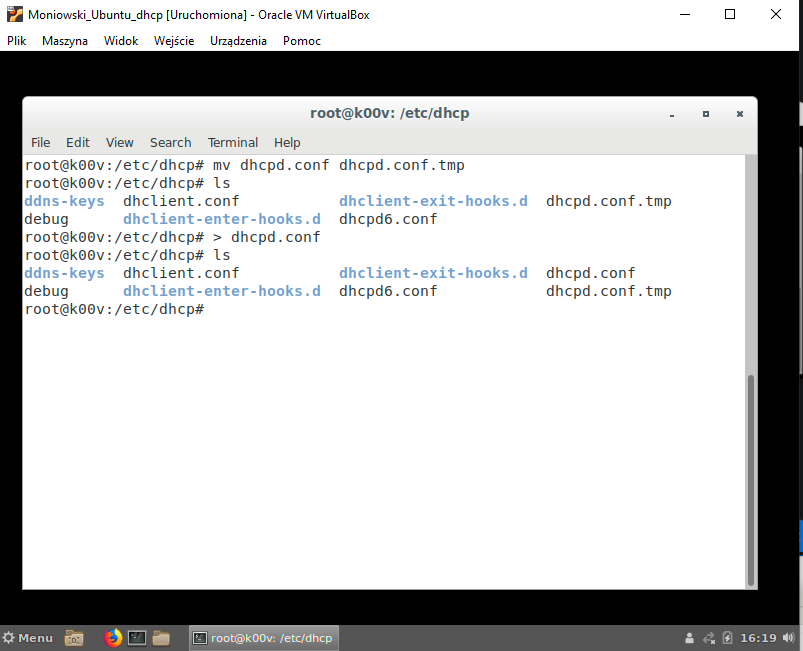 Moniowski_Ubuntu_dhcp [Uruchomiona] - Oracle VM VirtualBox
Plik Maszyna Widok Wejście Urządzenia Pomoc
root@k00v: /etc/dhcp
File Edit View Search Terminal Help
root@k00v:/etc/dhcp# mv dhcpd.conf dhcpd.conf.tmp
root@k00v:/etc/dhcp# ls
ddns-keys dhclient.conf dhclient-exit-hooks.d dhcpd.conf.tmp
debug dhclient-enter-hooks.d dhcpd6.conf
root@k00v:/etc/dhcp# > dhcpd.conf
root@k00v:/etc/dhcp# ls
ddns-keys dhclient.conf dhclient-exit-hooks.d dhcpd.conf
debug dhclient-enter-hooks.d dhcpd6.conf dhcpd.conf.tmp
root@k00v:/etc/dhcp#
Menu root@k00v: /etc/dhcp 16:19